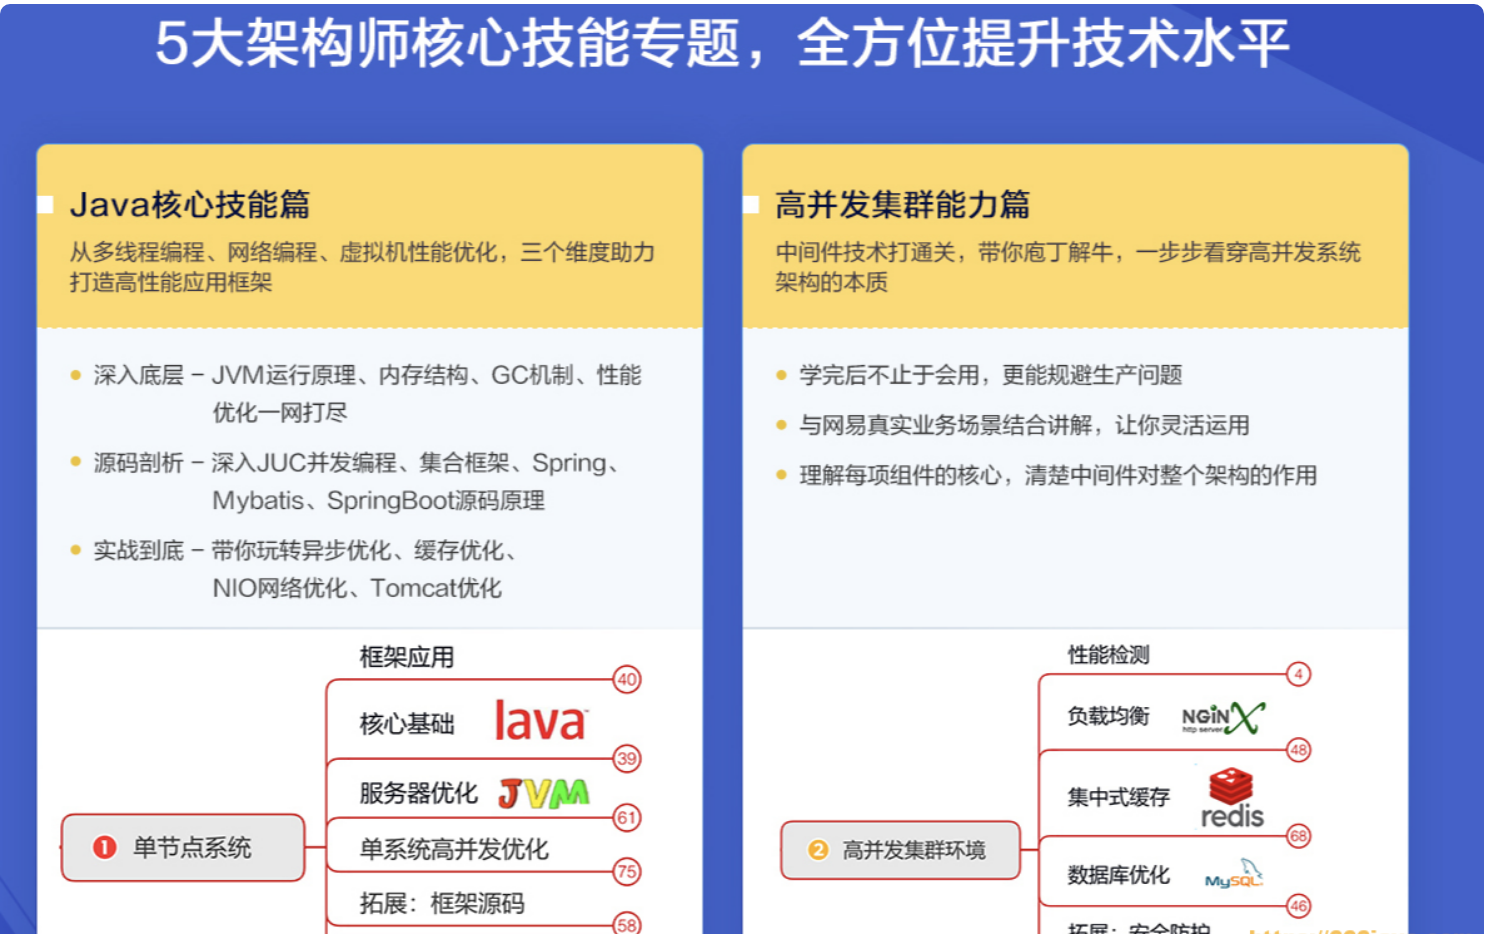 5大架构师核心技能专题，全方位提升技术水平
Java核心技能篇
从多线程编程、网络编程、虚拟机性能优化，三个维度助力
打造高性能应用框架
深入底层 – JVM运行原理、内存结构、GC机制、性能
优化一网打尽
源码剖析 – 深入JUC并发编程、集合框架、Spring、
Mybatis、SpringBoot源码原理
实战到底 – 带你玩转异步优化、缓存优化、
NIO网络优化、Tomcat优化
框架应用
40
核心基础 Java
39
服务器优化 JVM
61
1 单节点系统
单系统高并发优化
75
拓展：框架源码
58
高并发集群能力篇
中间件技术打通关，带你庖丁解牛，一步步看穿高并发系统
架构的本质
学完后不止于会用，更能规避生产问题
与网易真实业务场景结合讲解，让你灵活运用
理解每项组件的核心，清楚中间件对整个架构的作用
性能检测
4
负载均衡 NGINX
http server
48
集中式缓存 redis
68
2 高并发集群环境
数据库优化 MySQL
46
拓展：安全防护